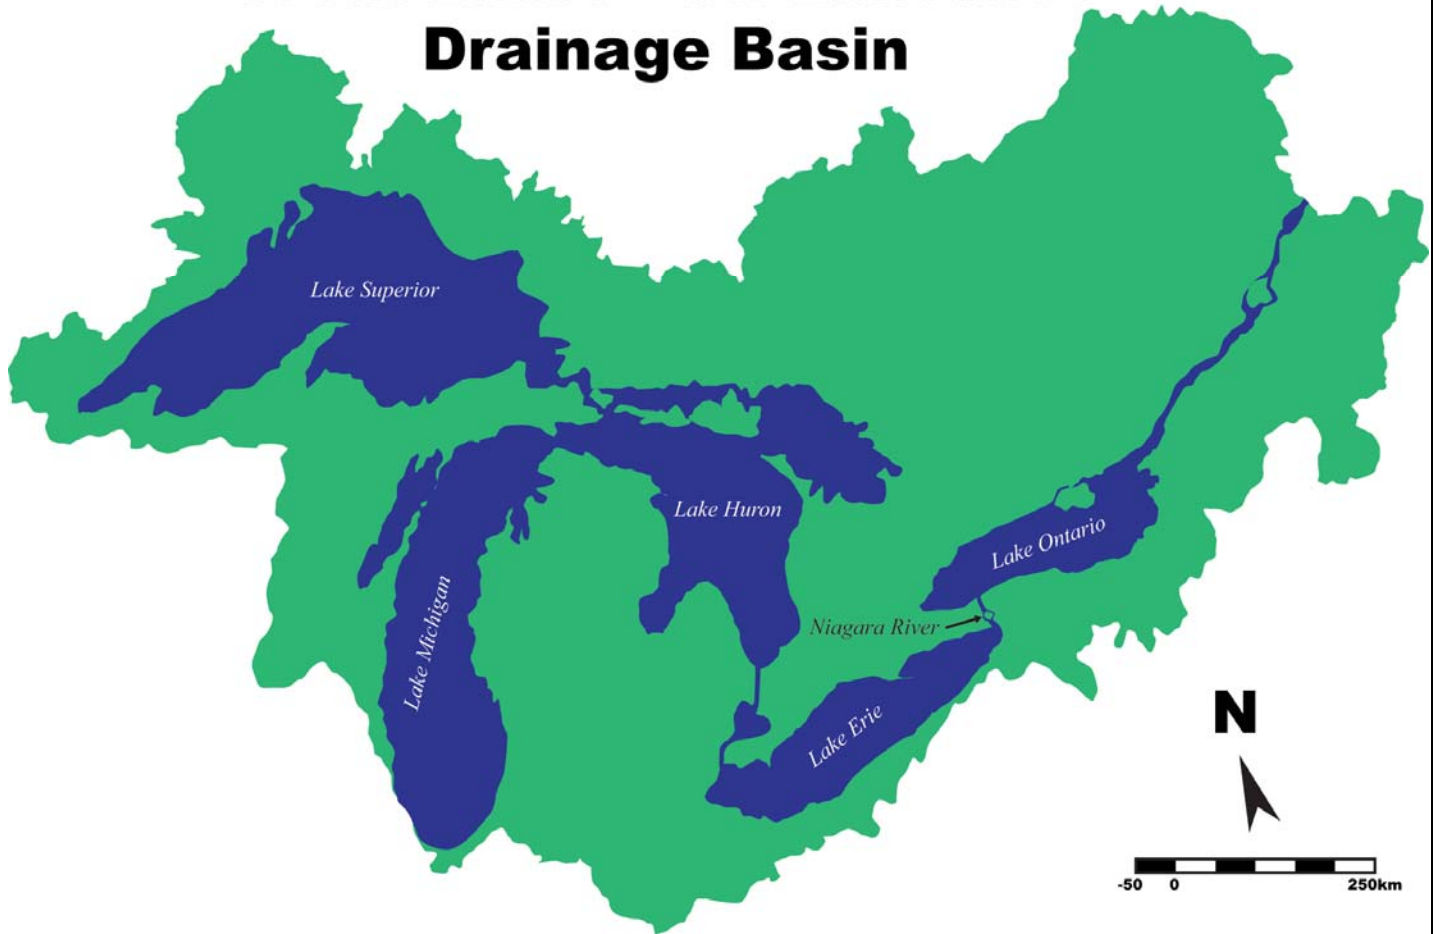 Drainage Basin
Lake Superior
Lake Huron
Lake Ontario
Lake Michigan
Niagara River
Lake Erie
N
-50 0 250km